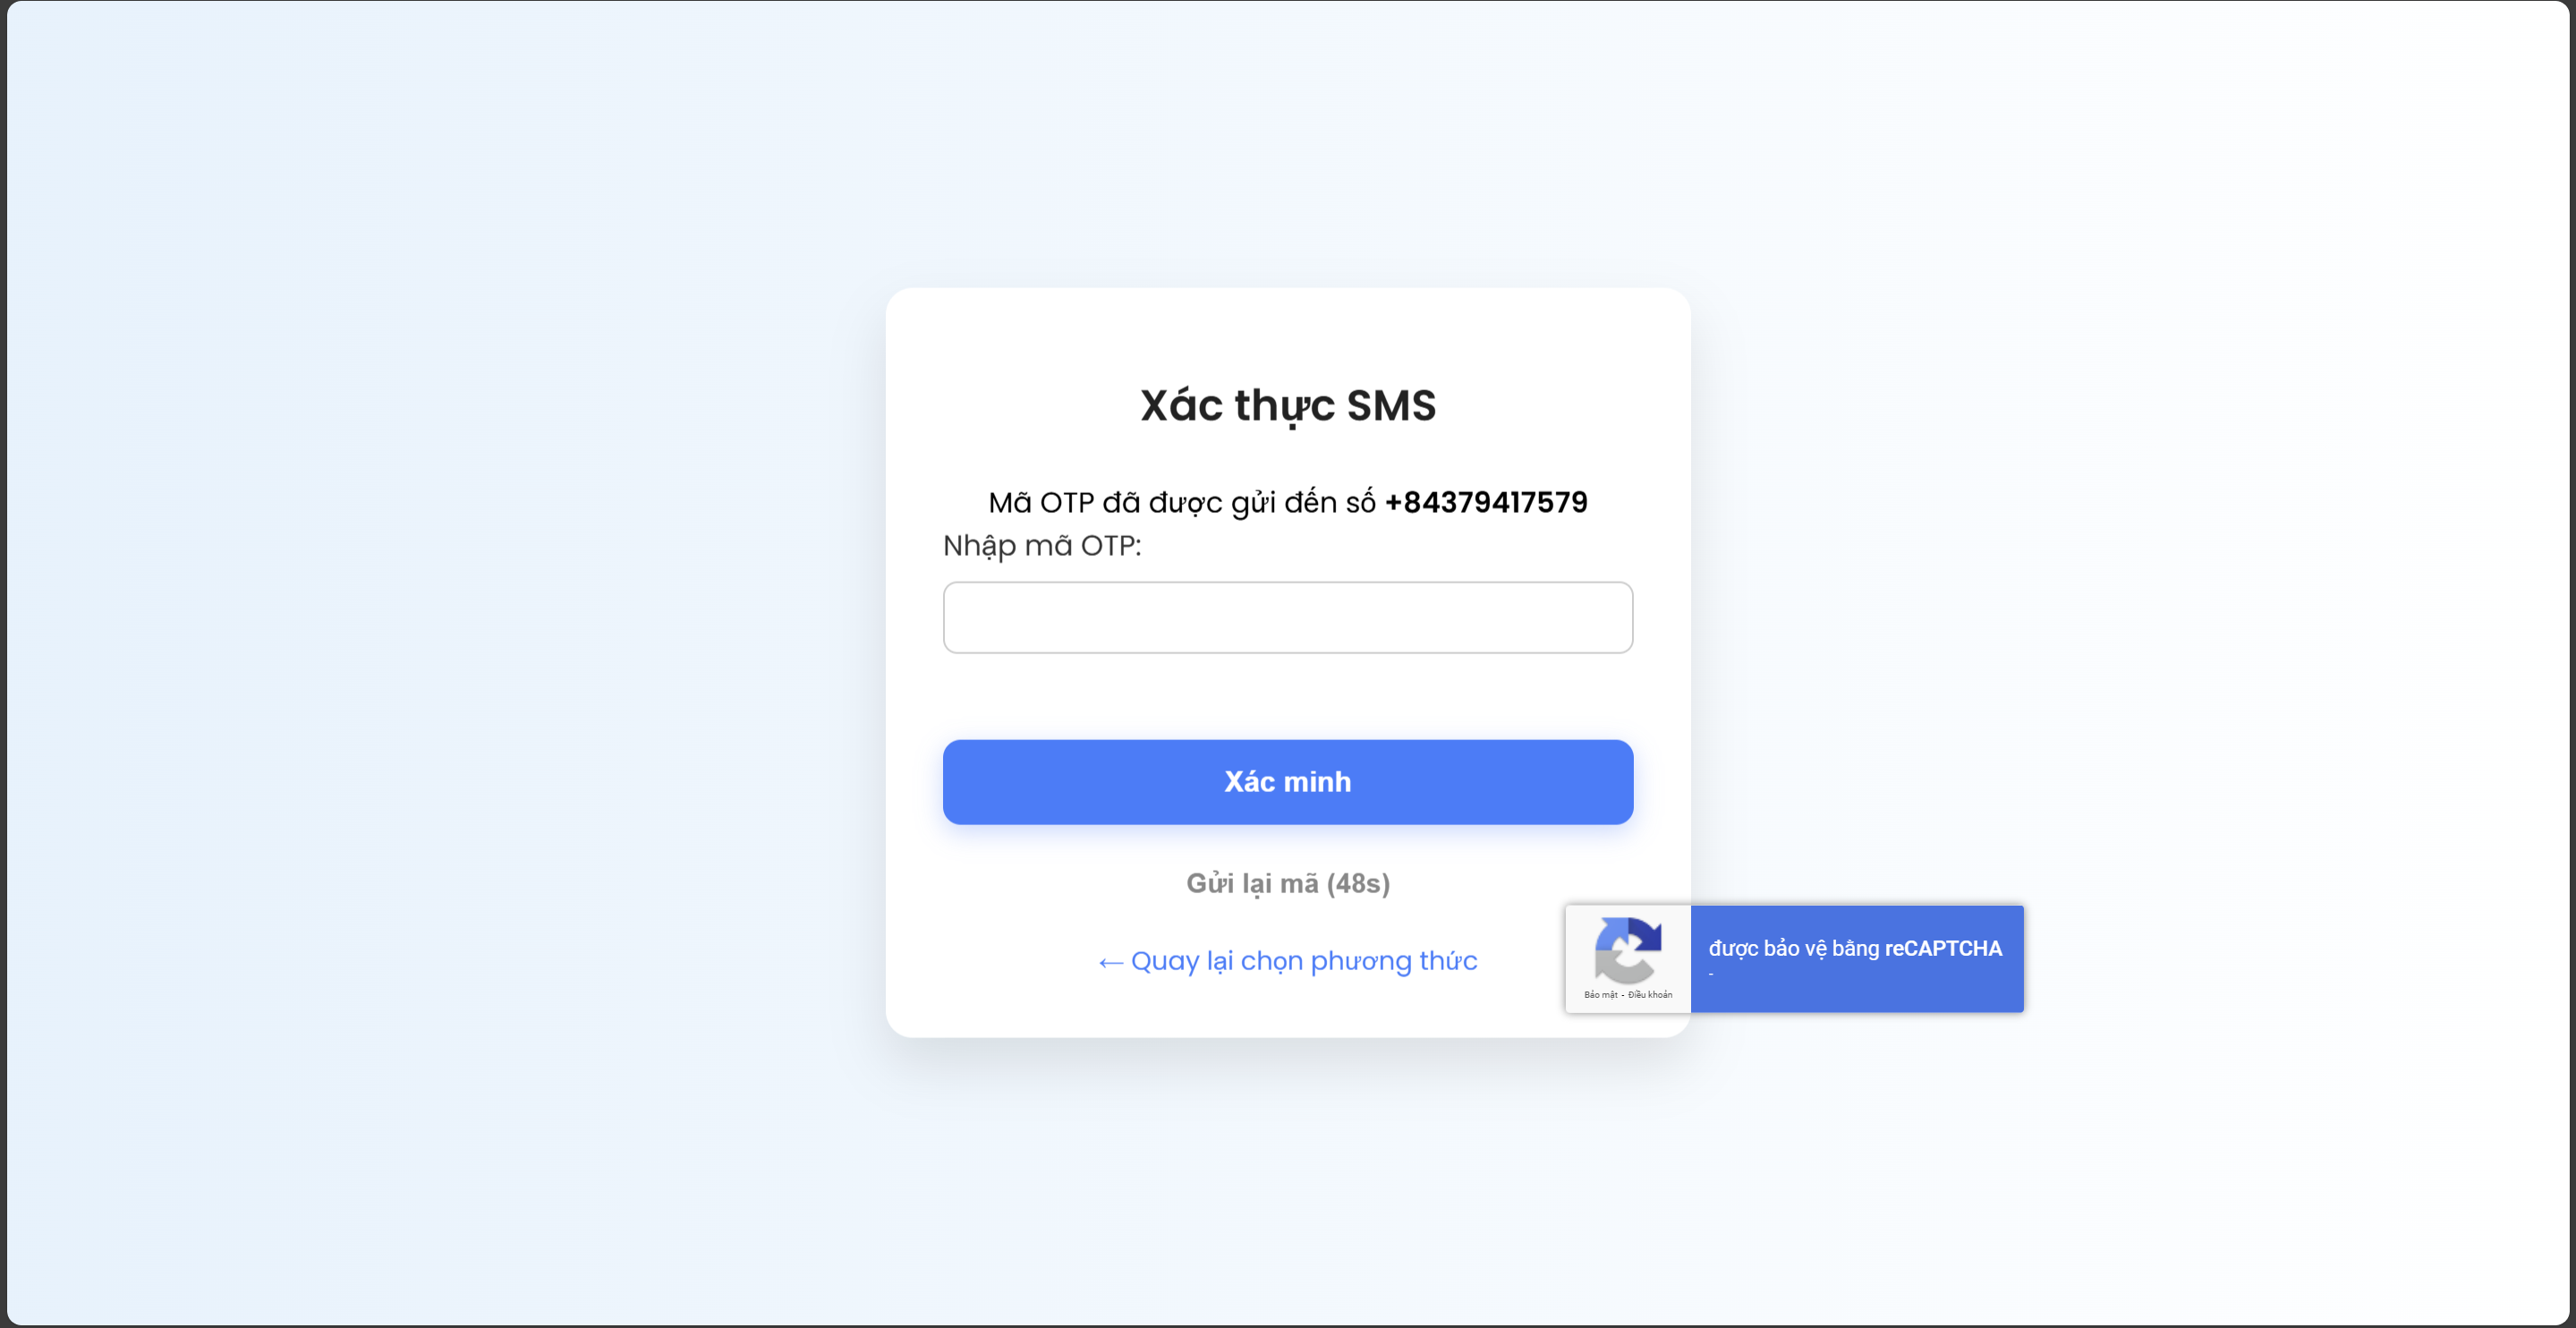 Xác thực SMS
Mã OTP đã được gửi đến số +84379417579
Nhập mã OTP:
Xác minh
Gửi lại mã (48s)
← Quay lại chọn phương thức
được bảo vệ bằng reCAPTCHA
-
Bảo mật - Điều khoản